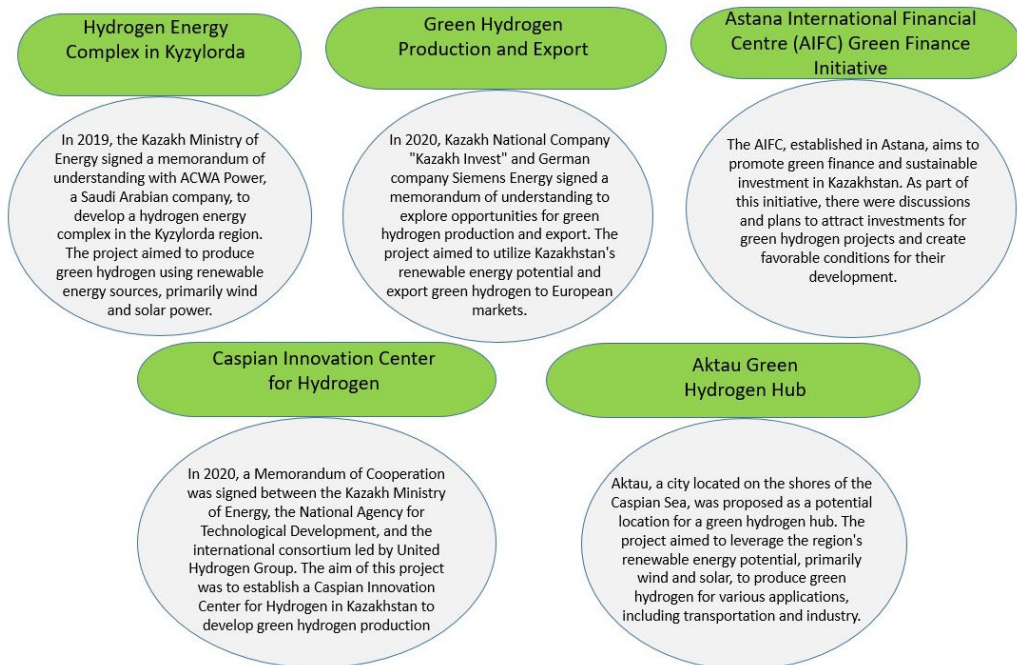 Hydrogen Energy
Complex in Kyzylorda
In 2019, the Kazakh Ministry of
Energy signed a memorandum of
understanding with ACWA Power,
a Saudi Arabian company, to
develop a hydrogen energy
complex in the Kyzylorda region.
The project aimed to produce
green hydrogen using renewable
energy sources, primarily wind
and solar power.
Green Hydrogen
Production and Export
In 2020, Kazakh National Company
"Kazakh Invest" and German
company Siemens Energy signed a
memorandum of understanding to
explore opportunities for green
hydrogen production and export. The
project aimed to utilize Kazakhstan's
renewable energy potential and
export green hydrogen to European
markets.
Astana International Financial
Centre (AIFC) Green Finance
Initiative
The AIFC, established in Astana, aims to
promote green finance and sustainable
investment in Kazakhstan. As part of
this initiative, there were discussions
and plans to attract investments for
green hydrogen projects and create
favorable conditions for their
development.
Caspian Innovation Center
for Hydrogen
In 2020, a Memorandum of Cooperation
was signed between the Kazakh Ministry
of Energy, the National Agency for
Technological Development, and the
international consortium led by United
Hydrogen Group. The aim of this project
was to establish a Caspian Innovation
Center for Hydrogen in Kazakhstan to
develop green hydrogen production
Aktau Green
Hydrogen Hub
Aktau, a city located on the shores of the
Caspian Sea, was proposed as a potential
location for a green hydrogen hub. The
project aimed to leverage the region's
renewable energy potential, primarily
wind and solar, to produce green
hydrogen for various applications,
including transportation and industry.